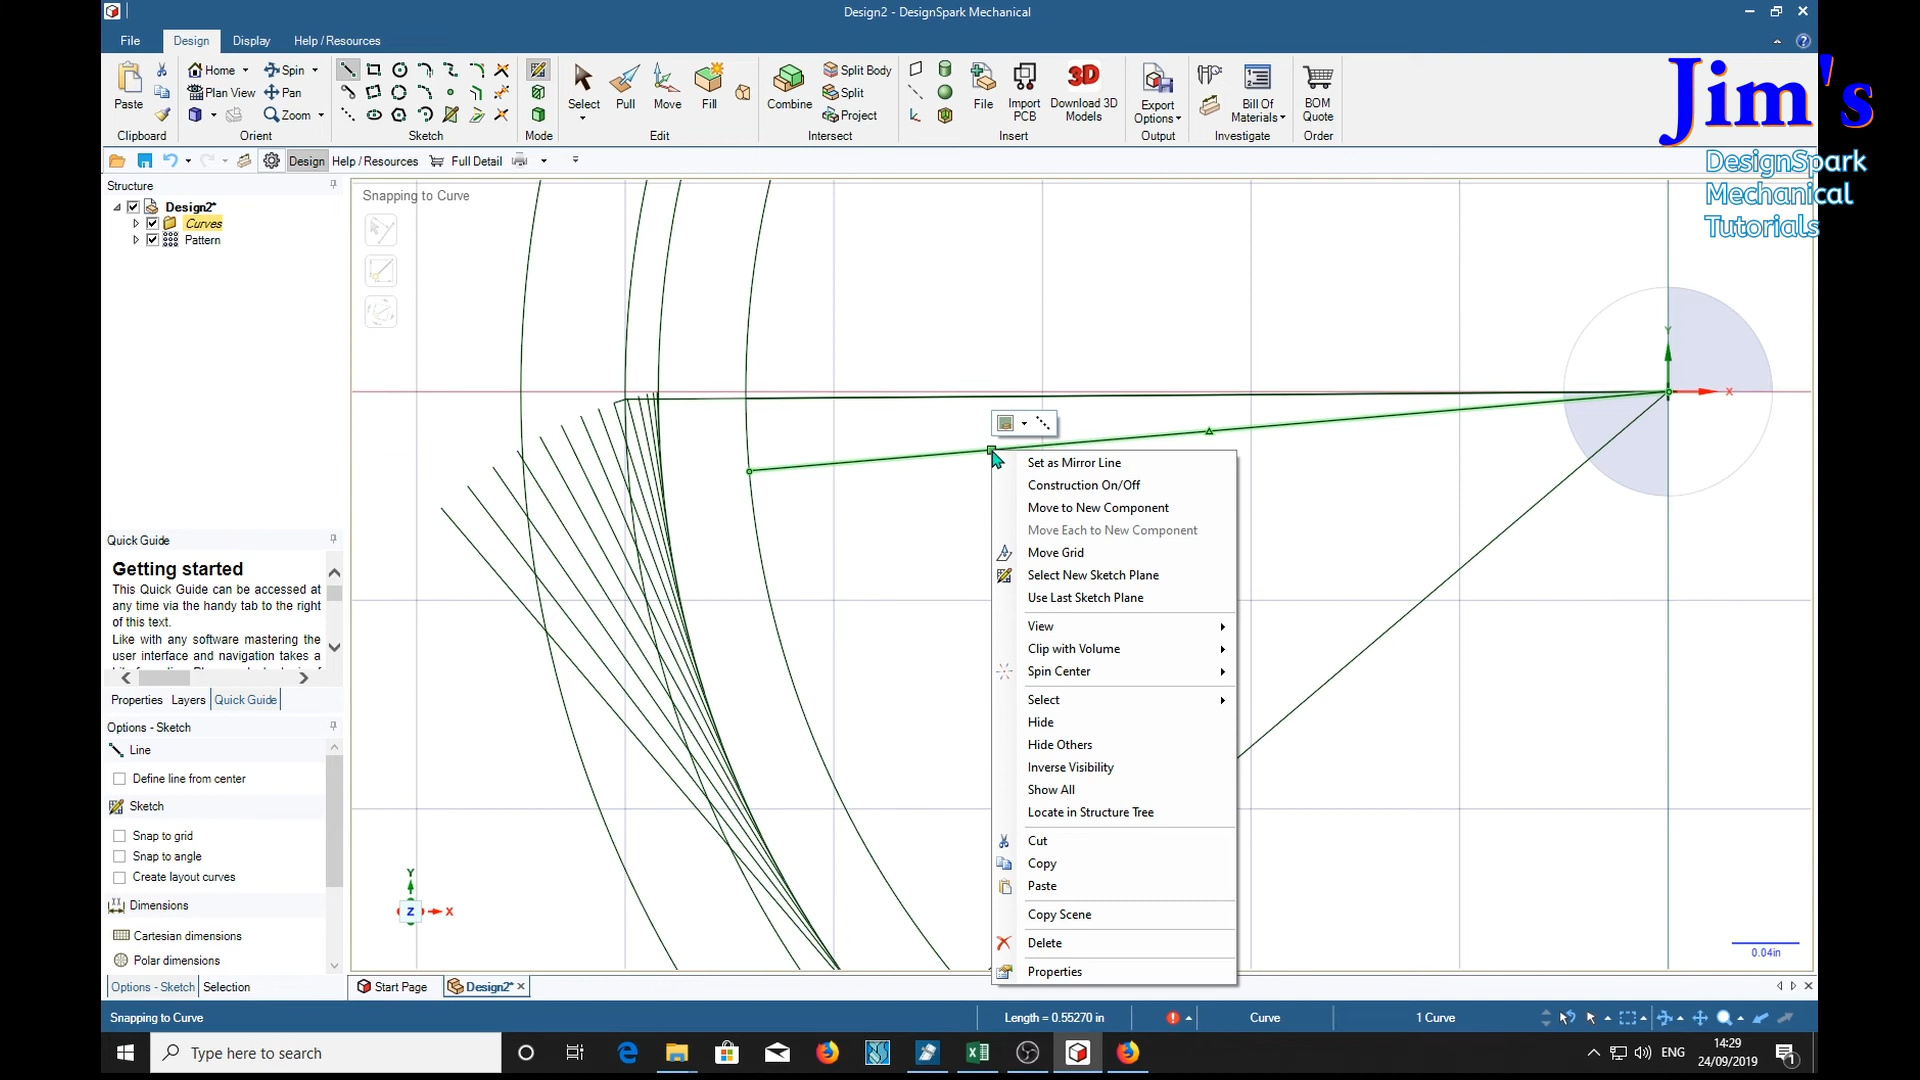 Design2 - DesignSpark Mechanical
File
Design
Display
Help / Resources
Paste
Clipboard
Home
Plan View
Spin
Pan
Zoom
Orient
Sketch
Mode
Select
Pull
Move
Fill
Edit
Combine
Split Body
Split
Project
Intersect
File
Import PCB
3D
Download 3D Models
Insert
Export Options
Output
Bill Of Materials
Investigate
BOM Quote
Order
Jim's
DesignSpark
Mechanical
Tutorials
Design
Help / Resources
Full Detail
Structure
Design2*
Curves
Pattern
Snapping to Curve
Y
X
Quick Guide
Getting started
This Quick Guide can be accessed at
any time via the handy tab to the right
of this text.
Like with any software mastering the
user interface and navigation takes a
Properties
Layers
Quick Guide
Options - Sketch
Line
Define line from center
Sketch
Snap to grid
Snap to angle
Create layout curves
Dimensions
Cartesian dimensions
Polar dimensions
Options - Sketch
Selection
Set as Mirror Line
Construction On/Off
Move to New Component
Move Each to New Component
Move Grid
Select New Sketch Plane
Use Last Sketch Plane
View
Clip with Volume
Spin Center
Select
Hide
Hide Others
Inverse Visibility
Show All
Locate in Structure Tree
Cut
Copy
Paste
Copy Scene
Delete
Properties
Y
Z
X
0.04in
Start Page
Design2*
Snapping to Curve
Length = 0.55270 in
Curve
1 Curve
Type here to search
ENG
14:29
24/09/2019
1